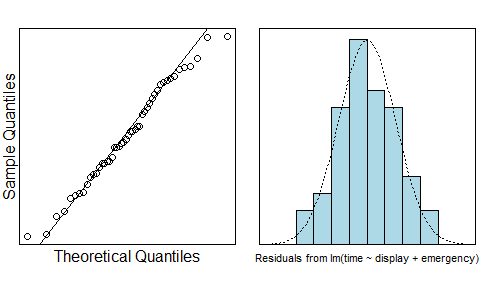 Sample Quantiles
Theoretical Quantiles
Residuals from lm(time ~ display + emergency)